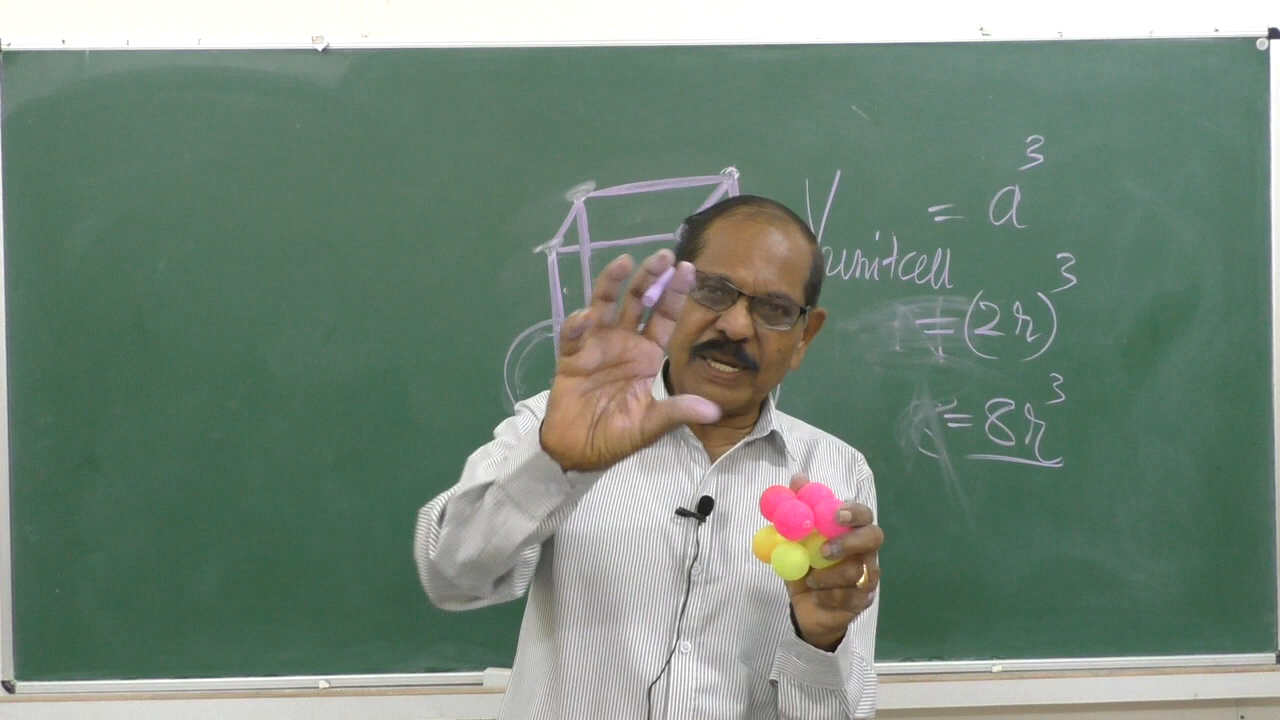 V unitcell = a³
= (2r)³
= 8r³